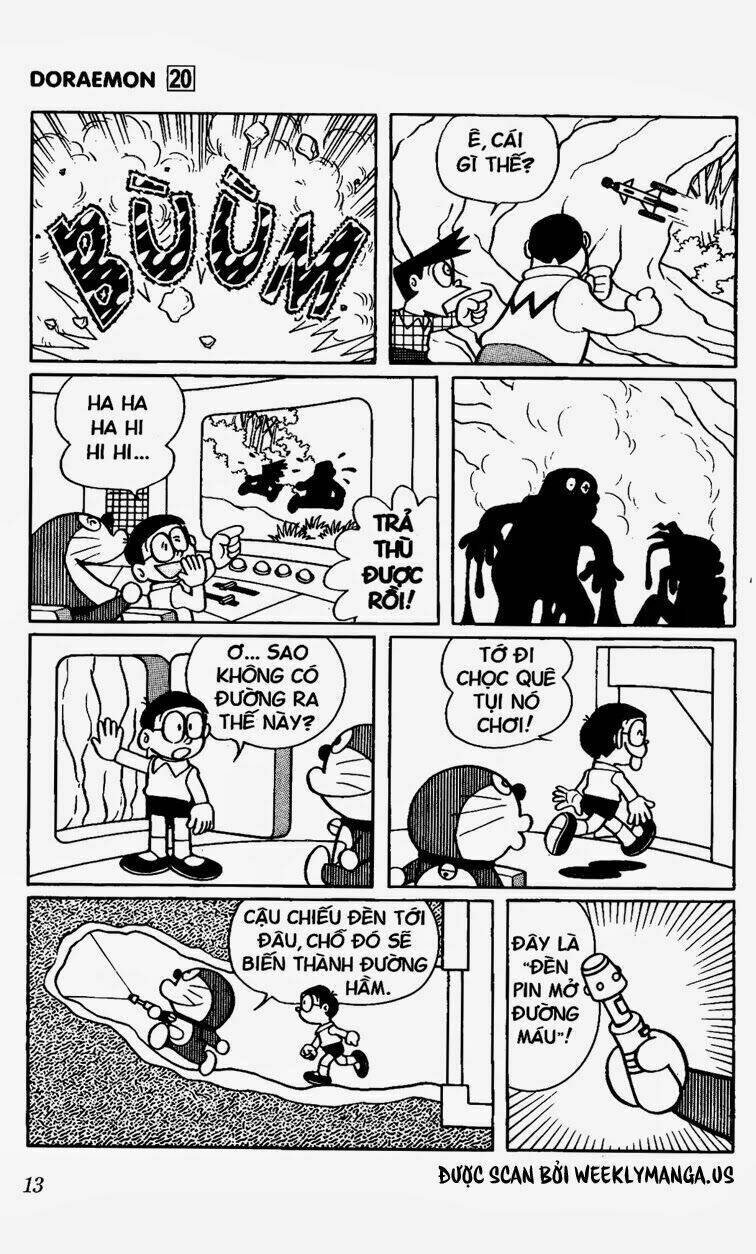 DORAEMON 20
Ê, CÁI
GÌ THẾ?
BÙÙM
TRẢ
THÙ
ĐƯỢC
RỒI!
HA HA
HA HI
HI HI...
TỚ ĐI
CHỌC QUÊ
TỤI NÓ
CHƠI!
Ơ... SAO
KHÔNG CÓ
ĐƯỜNG RA
THẾ NÀY?
ĐÂY LÀ
"ĐÈN
PIN MỞ
ĐƯỜNG
MÁU"!
CẬU CHIẾU ĐÈN TỚI
ĐÂU, CHỖ ĐÓ SẼ
BIẾN THÀNH ĐƯỜNG
HẦM.
13
ĐƯỢC SCAN BỞI WEEKLYMANGA.US